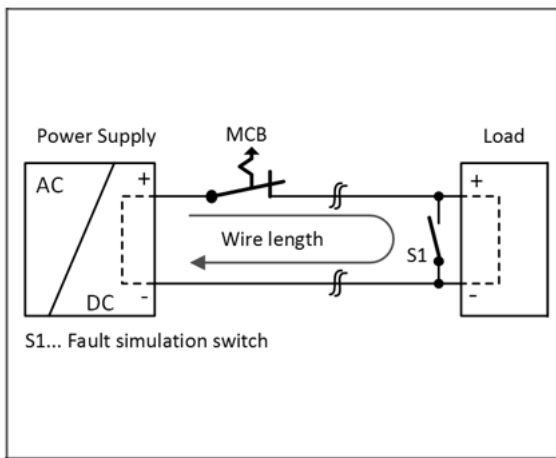 Power Supply
MCB
Load
AC
+
+
Wire length
S1
DC
-
-
S1... Fault simulation switch